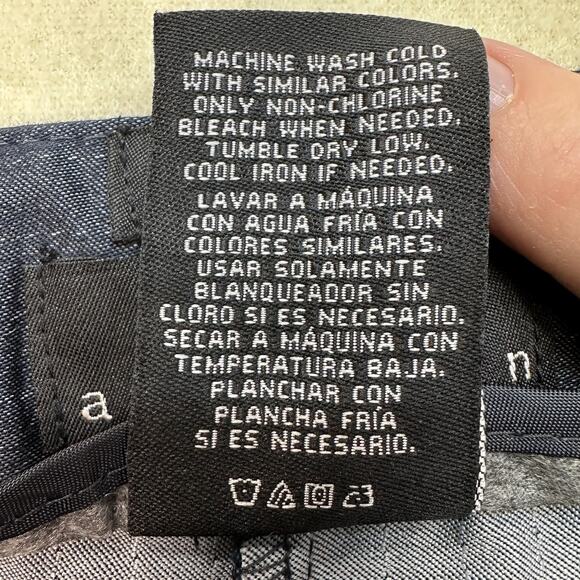 MACHINE WASH COLD
WITH SIMILAR COLORS.
ONLY NON-CHLORINE
BLEACH WHEN NEEDED.
TUMBLE DRY LOW.
COOL IRON IF NEEDED.
LAVAR A MÁQUINA
CON AGUA FRÍA CON
COLORES SIMILARES.
USAR SOLAMENTE
BLANQUEADOR SIN
CLORO SI ES NECESARIO.
SECAR A MÁQUINA CON
TEMPERATURA BAJA.
PLANCHAR CON
PLANCHA FRÍA
SI ES NECESARIO.
a n